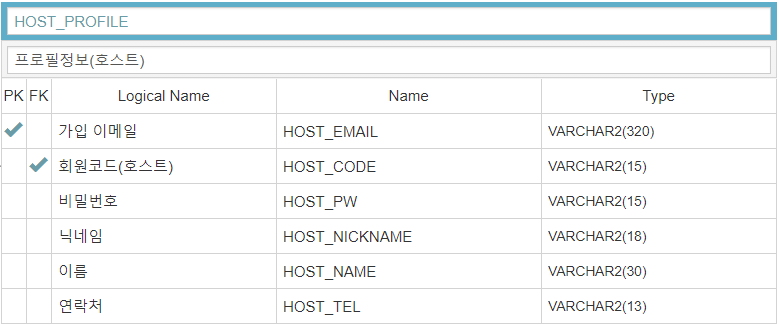 HOST_PROFILE
프로필정보(호스트)
PK FK Logical Name Name Type
가입 이메일 HOST_EMAIL VARCHAR2(320)
회원코드(호스트) HOST_CODE VARCHAR2(15)
비밀번호 HOST_PW VARCHAR2(15)
닉네임 HOST_NICKNAME VARCHAR2(18)
이름 HOST_NAME VARCHAR2(30)
연락처 HOST_TEL VARCHAR2(13)